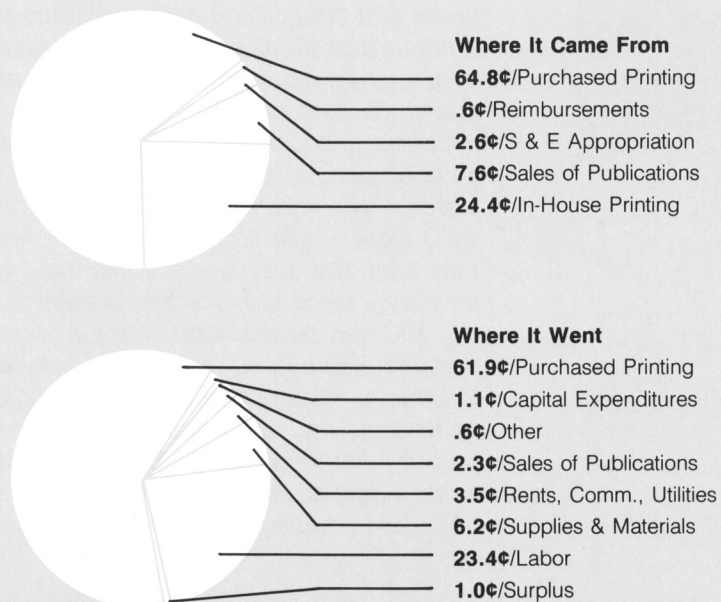 Where It Came From
64.8¢/Purchased Printing
.6¢/Reimbursements
2.6¢/S & E Appropriation
7.6¢/Sales of Publications
24.4¢/In-House Printing
Where It Went
61.9¢/Purchased Printing
1.1¢/Capital Expenditures
.6¢/Other
2.3¢/Sales of Publications
3.5¢/Rents, Comm., Utilities
6.2¢/Supplies & Materials
23.4¢/Labor
1.0¢/Surplus